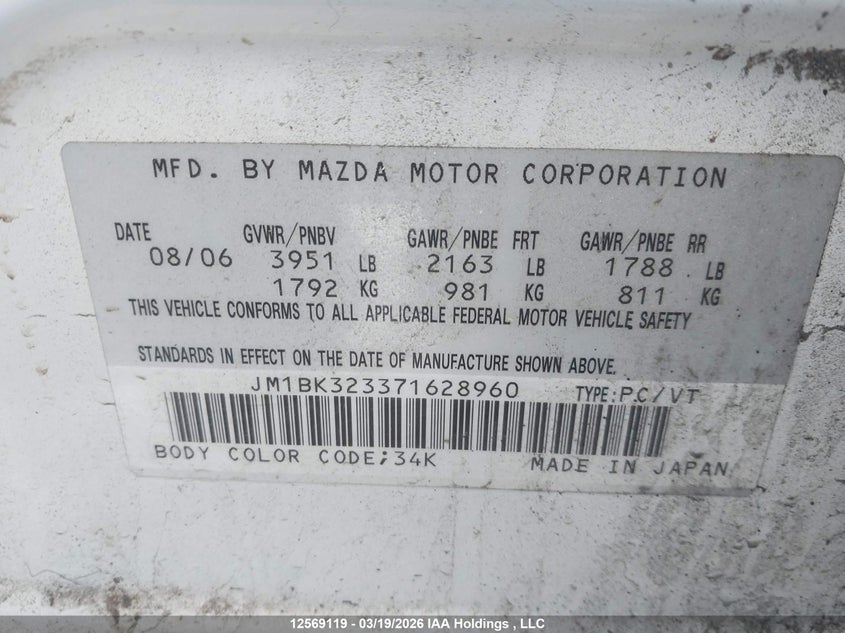 MFD. BY MAZDA MOTOR CORPORATION
DATE GVWR/PNBV GAWR/PNBE FRT GAWR/PNBE RR
08/06 3951 LB 2163 LB 1788 LB
1792 KG 981 KG 811 KG
THIS VEHICLE CONFORMS TO ALL APPLICABLE FEDERAL MOTOR VEHICLE SAFETY
STANDARDS IN EFFECT ON THE DATE OF MANUFACTURE SHOWN ABOVE.
JM1BK323371628960 TYPE:PC/VT
BODY COLOR CODE;34K MADE IN JAPAN
12569119 - 03/19/2026 IAA Holdings , LLC